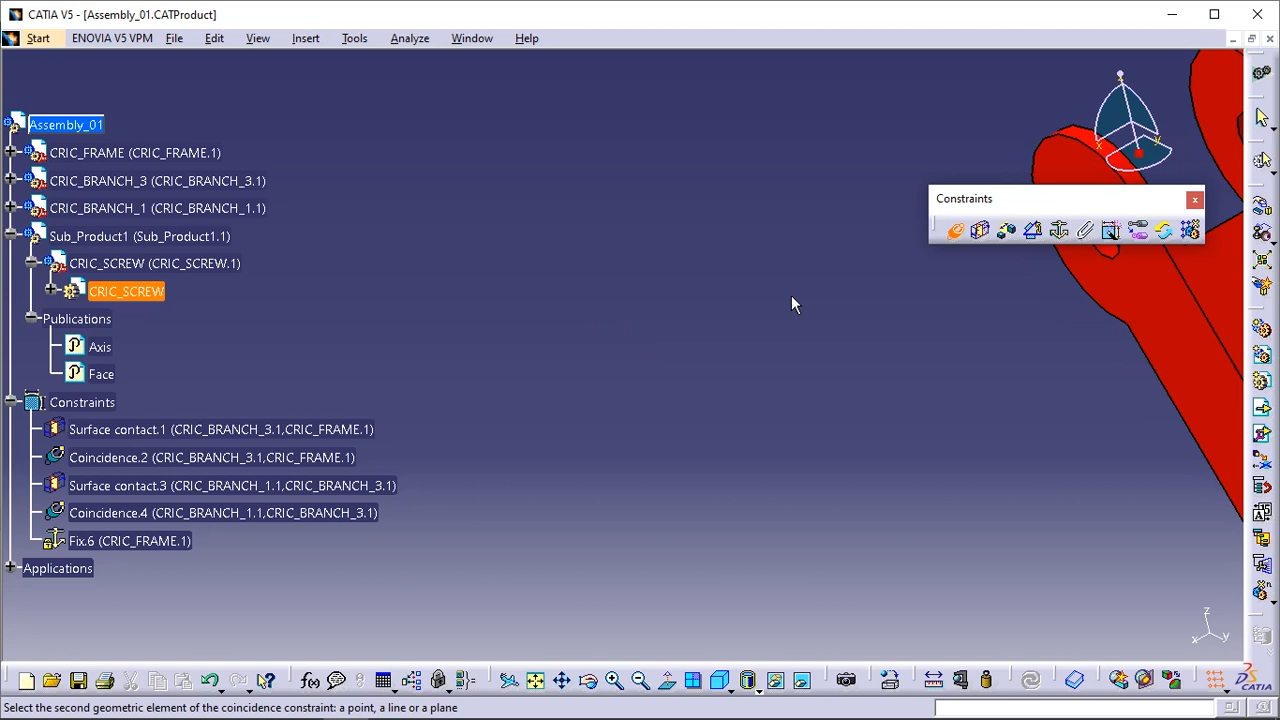 CATIA V5 - [Assembly_01.CATProduct]
Start ENOVIA V5 VPM File Edit View Insert Tools Analyze Window Help
Assembly_01
CRIC_FRAME (CRIC_FRAME.1)
CRIC_BRANCH_3 (CRIC_BRANCH_3.1)
CRIC_BRANCH_1 (CRIC_BRANCH_1.1)
Sub_Product1 (Sub_Product1.1)
CRIC_SCREW (CRIC_SCREW.1)
CRIC_SCREW
Publications
Axis
Face
Constraints
Surface contact.1 (CRIC_BRANCH_3.1,CRIC_FRAME.1)
Coincidence.2 (CRIC_BRANCH_3.1,CRIC_FRAME.1)
Surface contact.3 (CRIC_BRANCH_1.1,CRIC_BRANCH_3.1)
Coincidence.4 (CRIC_BRANCH_1.1,CRIC_BRANCH_3.1)
Fix.6 (CRIC_FRAME.1)
Applications
z
x y
Constraints x
z
x y
f(x)
CATIA
Select the second geometric element of the coincidence constraint: a point, a line or a plane